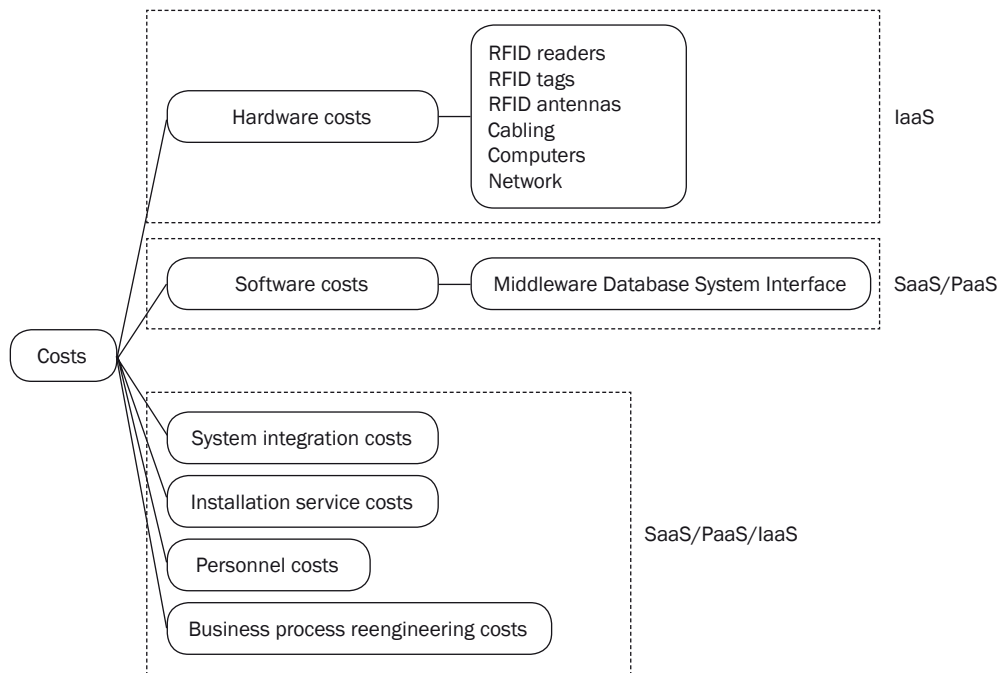 RFID readers
RFID tags
RFID antennas
Cabling
Computers
Network
Hardware costs
IaaS
Software costs
Middleware Database System Interface
SaaS/PaaS
Costs
System integration costs
Installation service costs
SaaS/PaaS/IaaS
Personnel costs
Business process reengineering costs